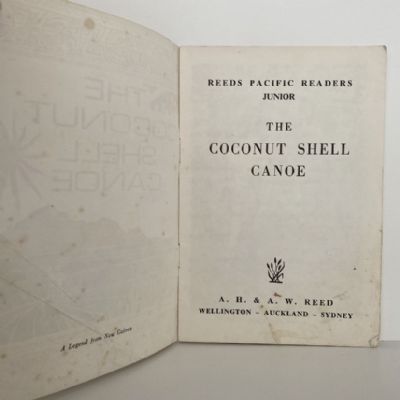 A Legend from New Guinea
REEDS PACIFIC READERS
JUNIOR
THE
COCONUT SHELL
CANOE
A. H. & A. W. REED
WELLINGTON - AUCKLAND - SYDNEY